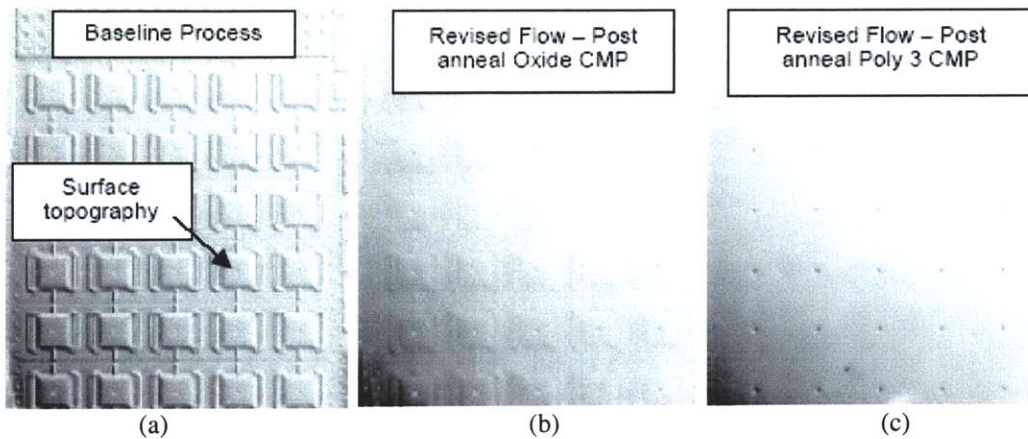 Baseline Process
Revised Flow – Post
anneal Oxide CMP
Revised Flow – Post
anneal Poly 3 CMP
Surface
topography
(a)
(b)
(c)